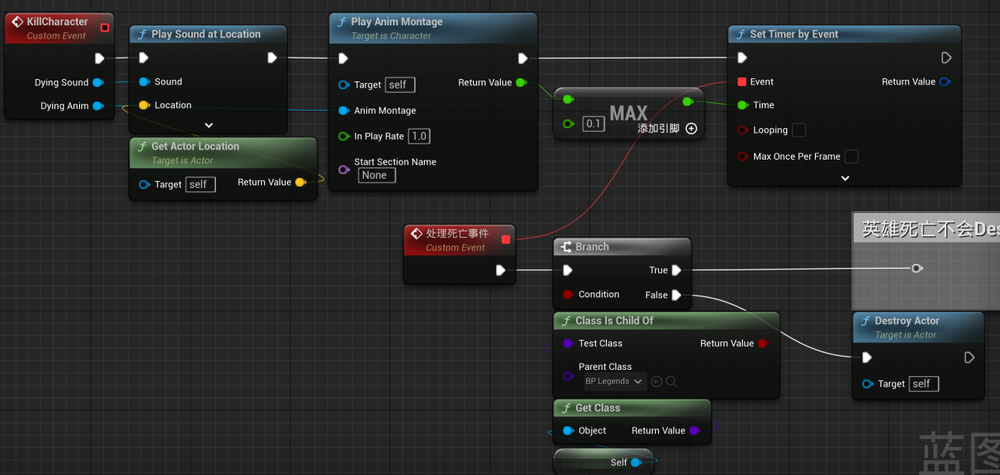 KillCharacter
Custom Event
Dying Sound
Dying Anim
Play Sound at Location
Sound
Location
Get Actor Location
Target is Actor
Target self
Return Value
Play Anim Montage
Target is Character
Target self
Return Value
Anim Montage
In Play Rate 1.0
Start Section Name
None
MAX
0.1
添加引脚
Set Timer by Event
Event
Return Value
Time
Looping
Max Once Per Frame
处理死亡事件
Custom Event
Branch
True
Condition
False
Class Is Child Of
Test Class
Return Value
Parent Class
BP Legends
Get Class
Object
Return Value
Self
英雄死亡不会Des
Destroy Actor
Target is Actor
Target self
蓝图